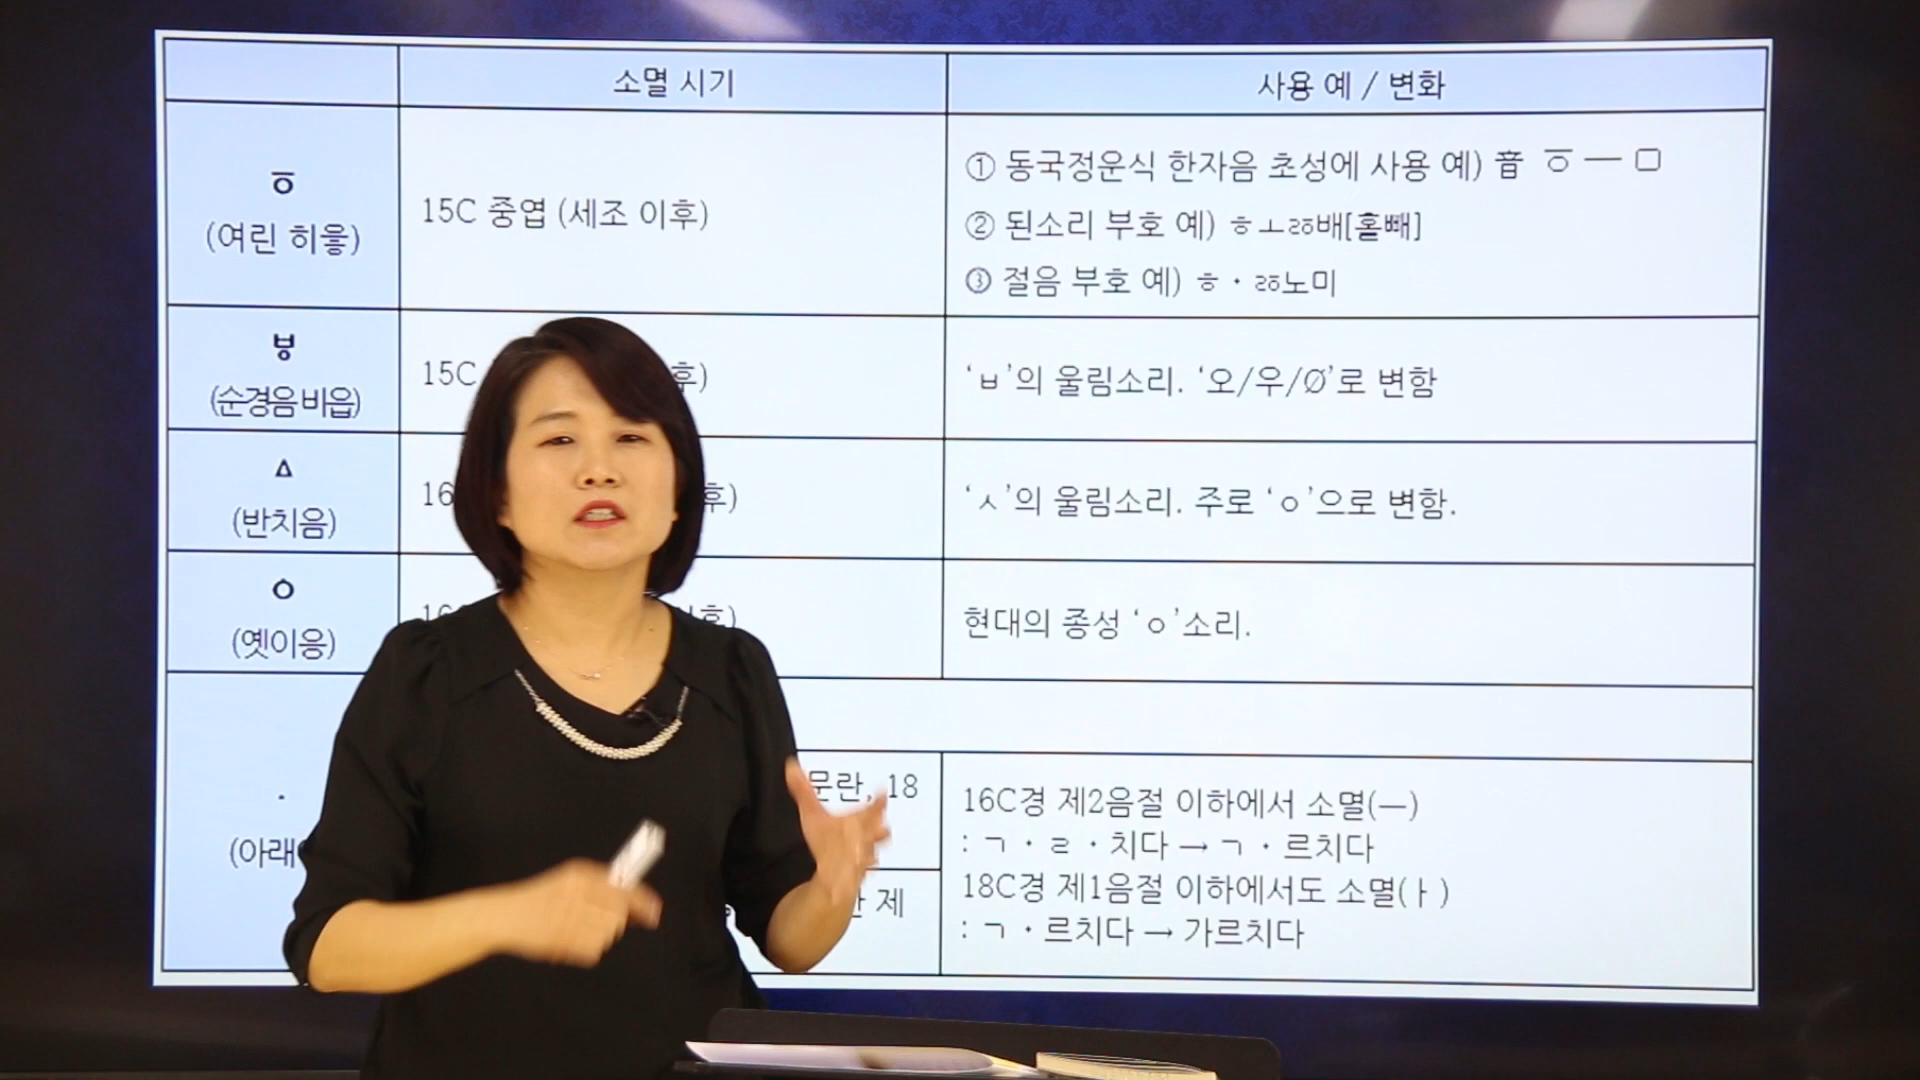 소멸 시기
사용 예 / 변화
ㆆ
(여린 히읗)
15C 중엽 (세조 이후)
① 동국정운식 한자음 초성에 사용 예) 音 ㆆㅡㅁ
② 된소리 부호 예) ㅎㅗㅭ배[홀빼]
③ 절음 부호 예) ㅎㆍㅭ노미
ㅸ
(순경음 비읍)
15C
후)
‘ㅂ’의 울림소리. ‘오/우/Ø’로 변함
ㅿ
(반치음)
16
후)
‘ㅅ’의 울림소리. 주로 ‘ㅇ’으로 변함.
ㆁ
(옛이응)
후)
현대의 종성 ‘ㅇ’소리.
ㆍ
(아래
문란, 18
제
16C경 제2음절 이하에서 소멸(ㅡ)
: ㄱㆍㄹㆍ치다 → ㄱㆍ르치다
18C경 제1음절 이하에서도 소멸(ㅏ)
: ㄱㆍ르치다 → 가르치다